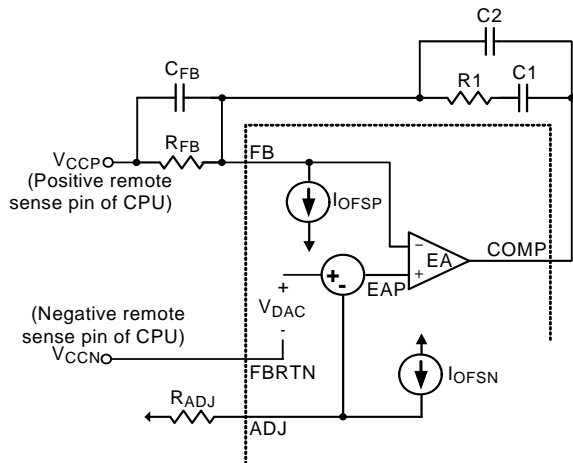 C2
CFB
R1
C1
RFB
VCCP
(Positive remote
sense pin of CPU)
FB
IOFSP
−
EA
+
COMP
+
-
EAP
+
VDAC
-
(Negative remote
sense pin of CPU)
VCCN
FBRTN
IOFSN
RADJ
ADJ